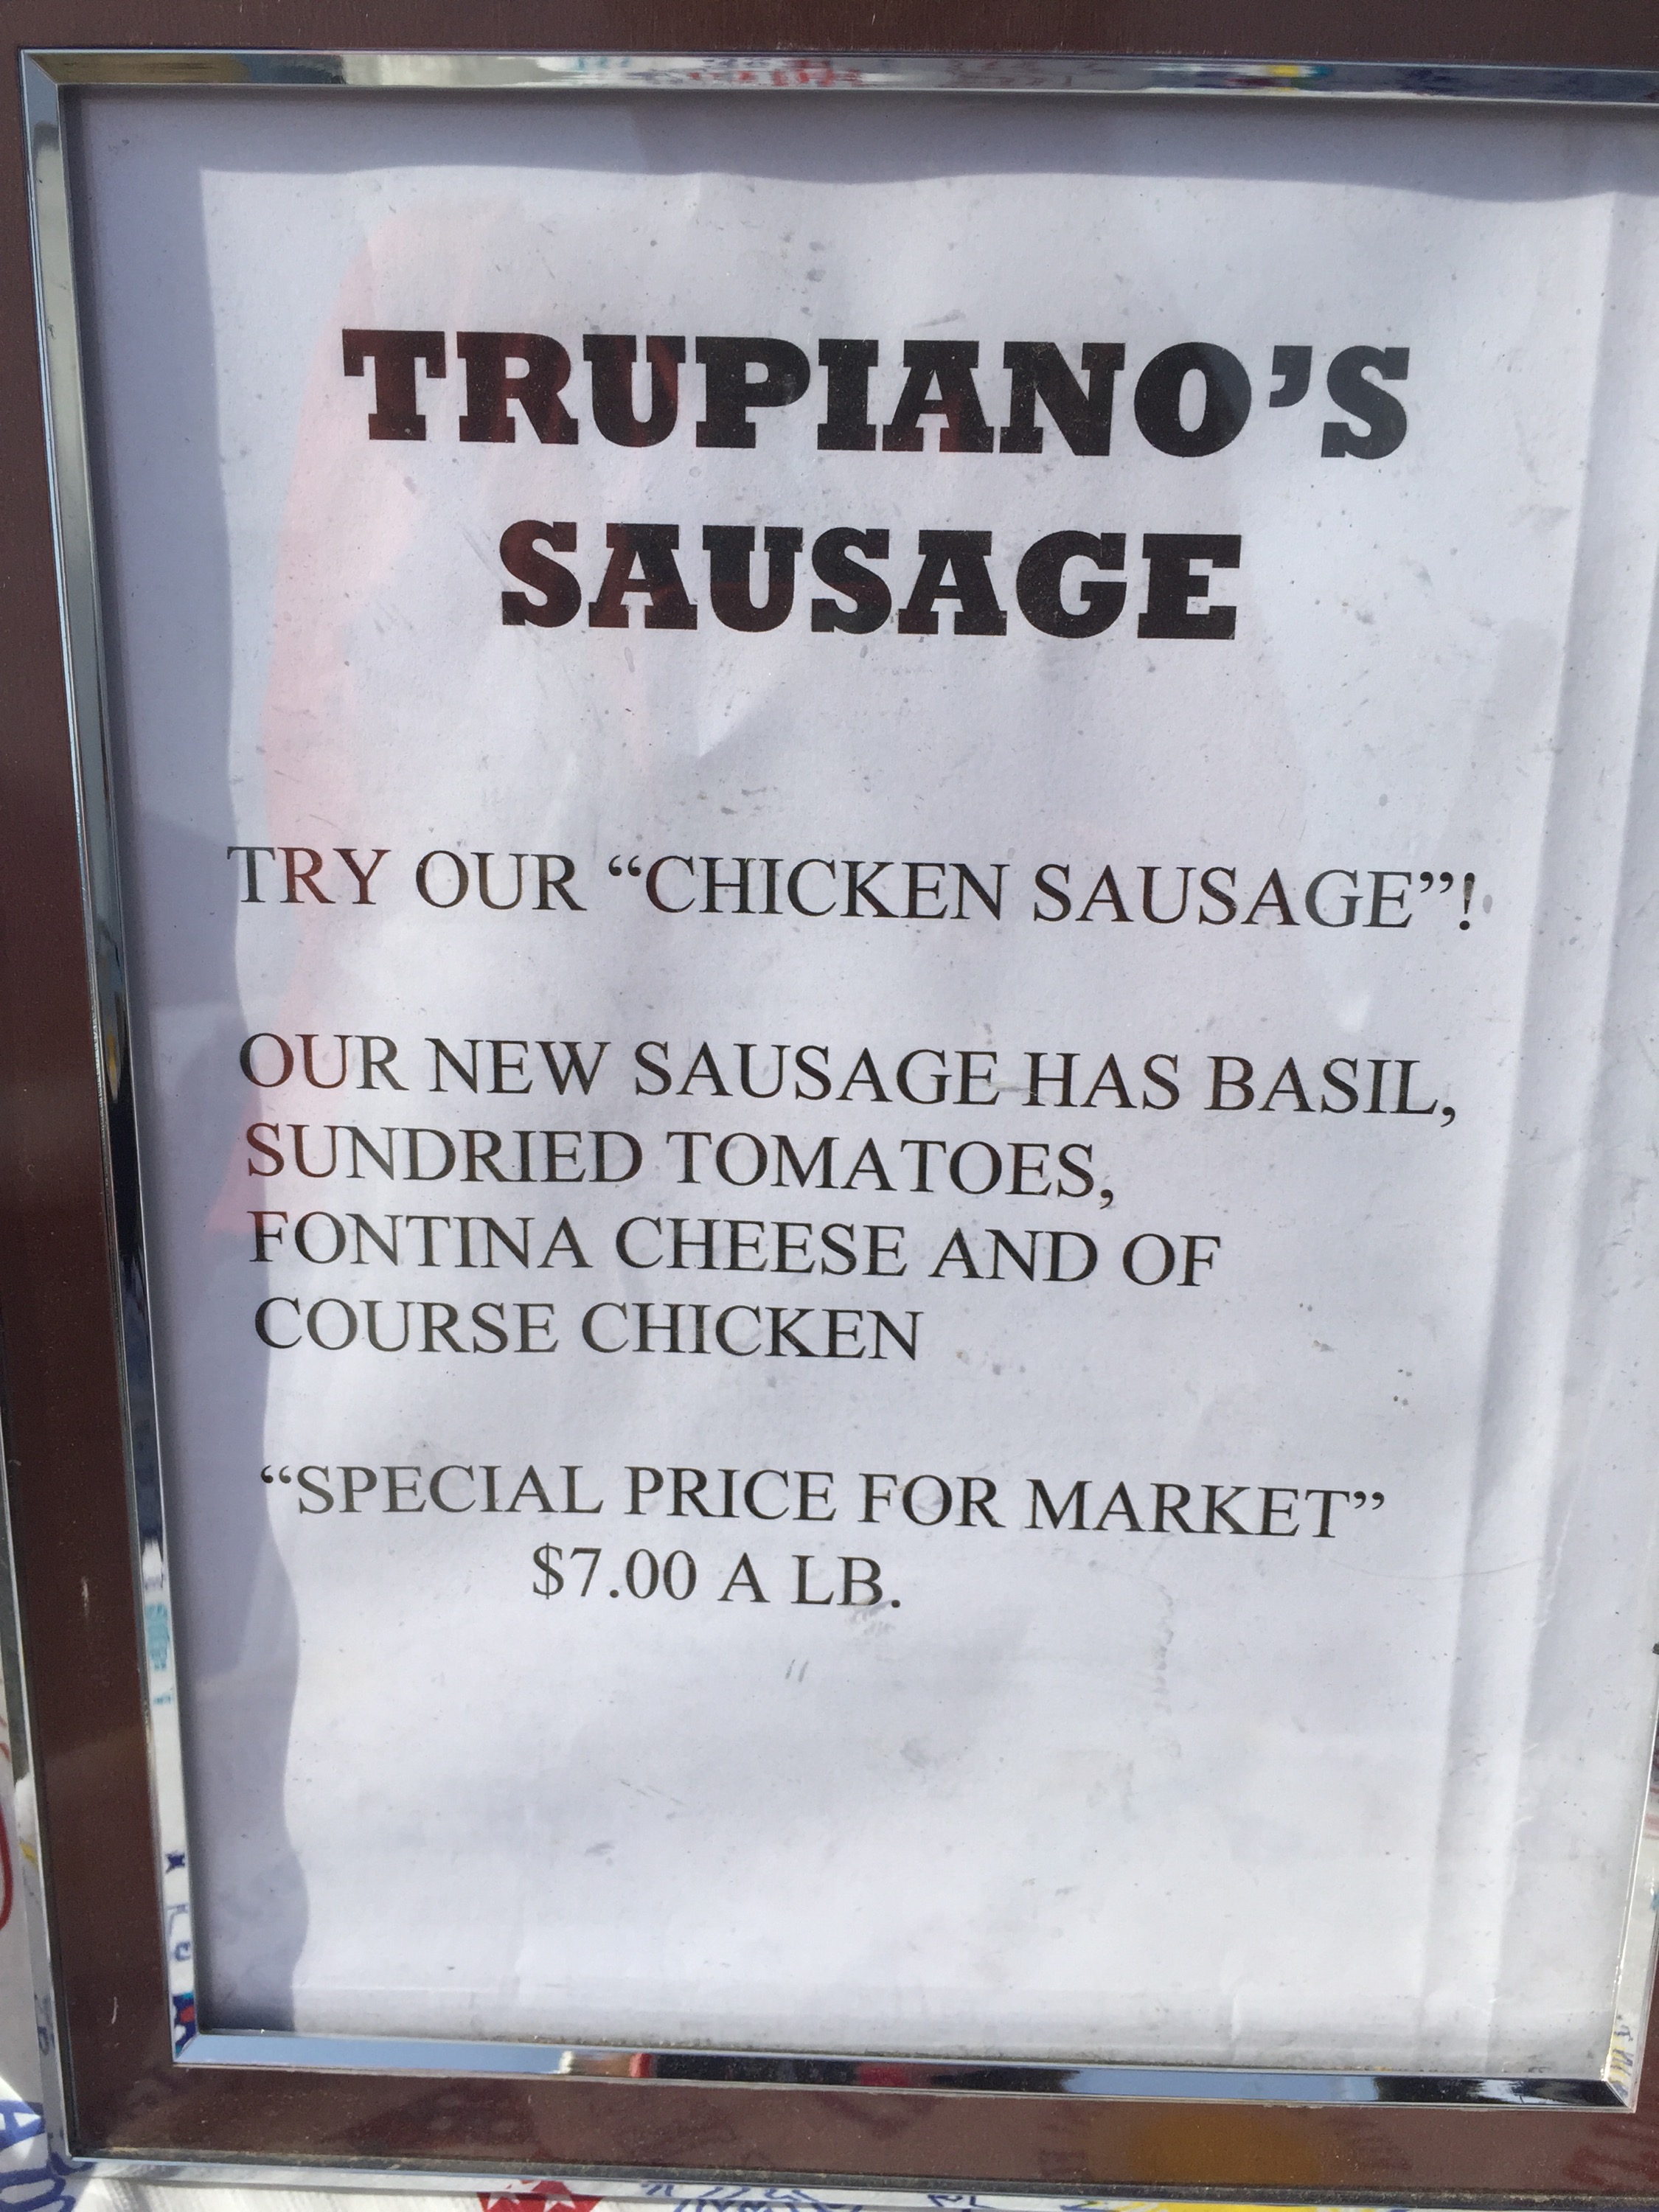 TRUPIANO’S
SAUSAGE
TRY OUR “CHICKEN SAUSAGE”!
OUR NEW SAUSAGE HAS BASIL,
SUNDRIED TOMATOES,
FONTINA CHEESE AND OF
COURSE CHICKEN
“SPECIAL PRICE FOR MARKET”
$7.00 A LB.